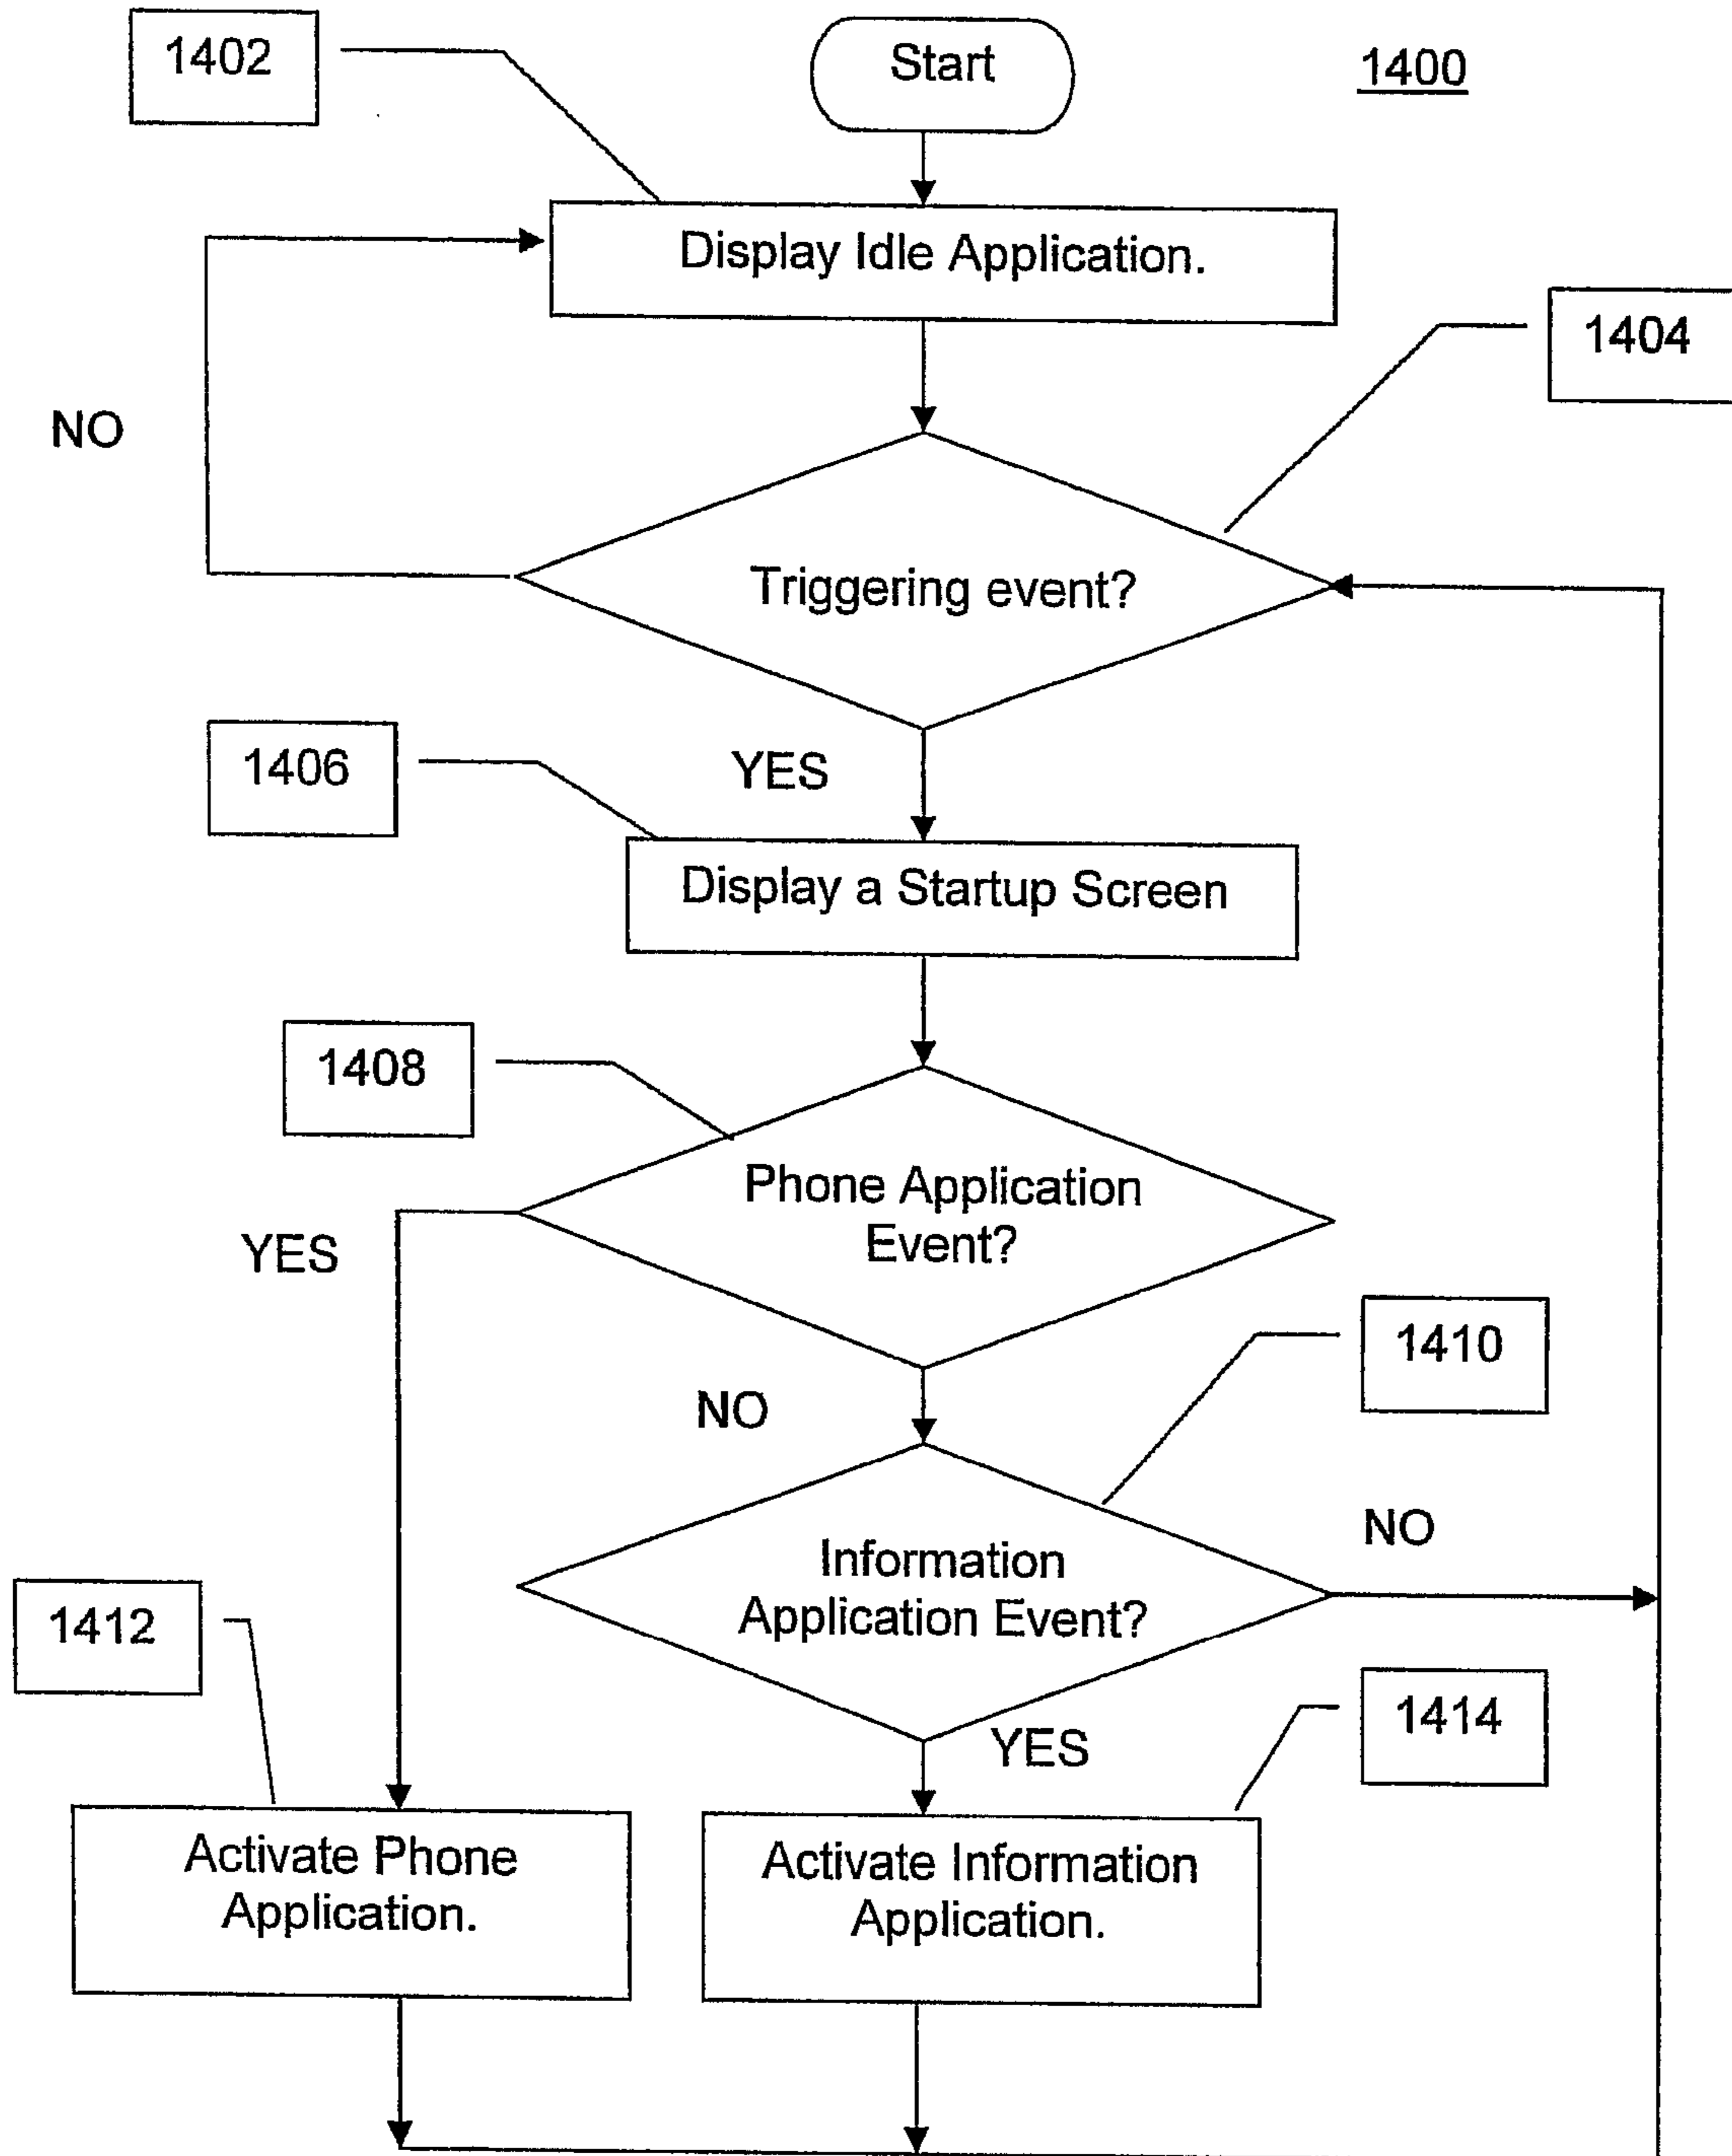 1402
Start
1400
Display Idle Application.
1404
NO
Triggering event?
1406
YES
Display a Startup Screen
1408
Phone Application
Event?
YES
1410
NO
Information
Application Event?
NO
1412
1414
YES
Activate Phone
Application.
Activate Information
Application.